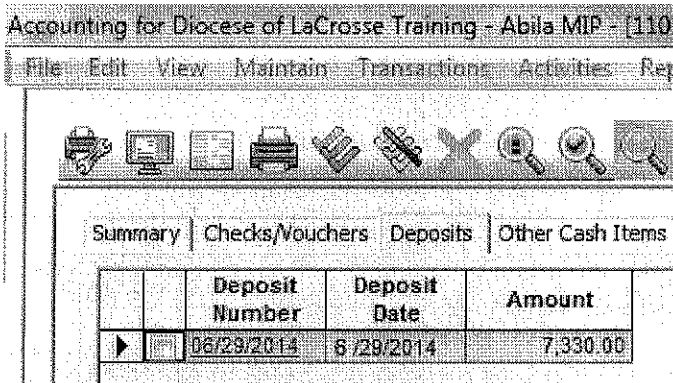 Accounting for Diocese of LaCrosse Training - Abila MIP - [110
File Edit View Maintain Transactions Activities Rep
Summary Checks/Vouchers Deposits Other Cash Items
Deposit Number Deposit Date Amount
06/29/2014 6/29/2014 7,330.00